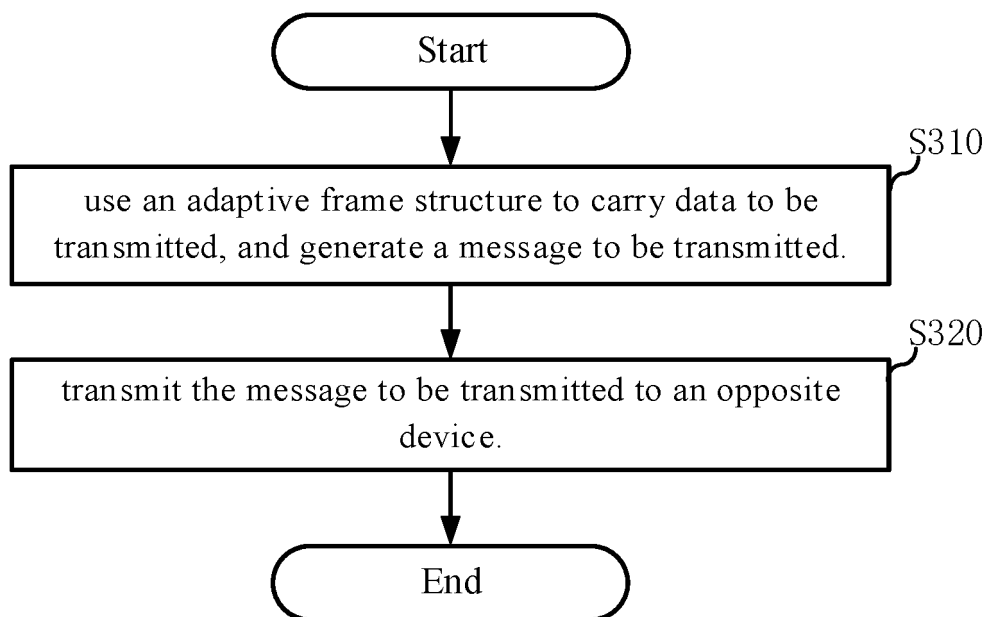 Start
S310
use an adaptive frame structure to carry data to be
transmitted, and generate a message to be transmitted.
S320
transmit the message to be transmitted to an opposite
device.
End